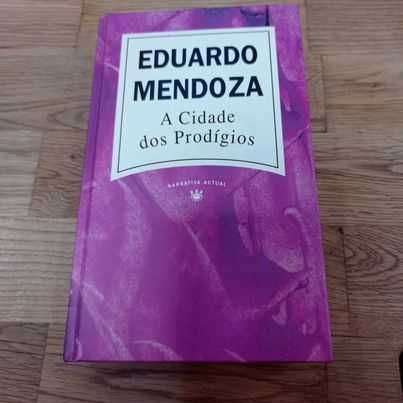 EDUARDO
MENDOZA
A Cidade
dos Prodígios
NARRATIVA ACTUAL